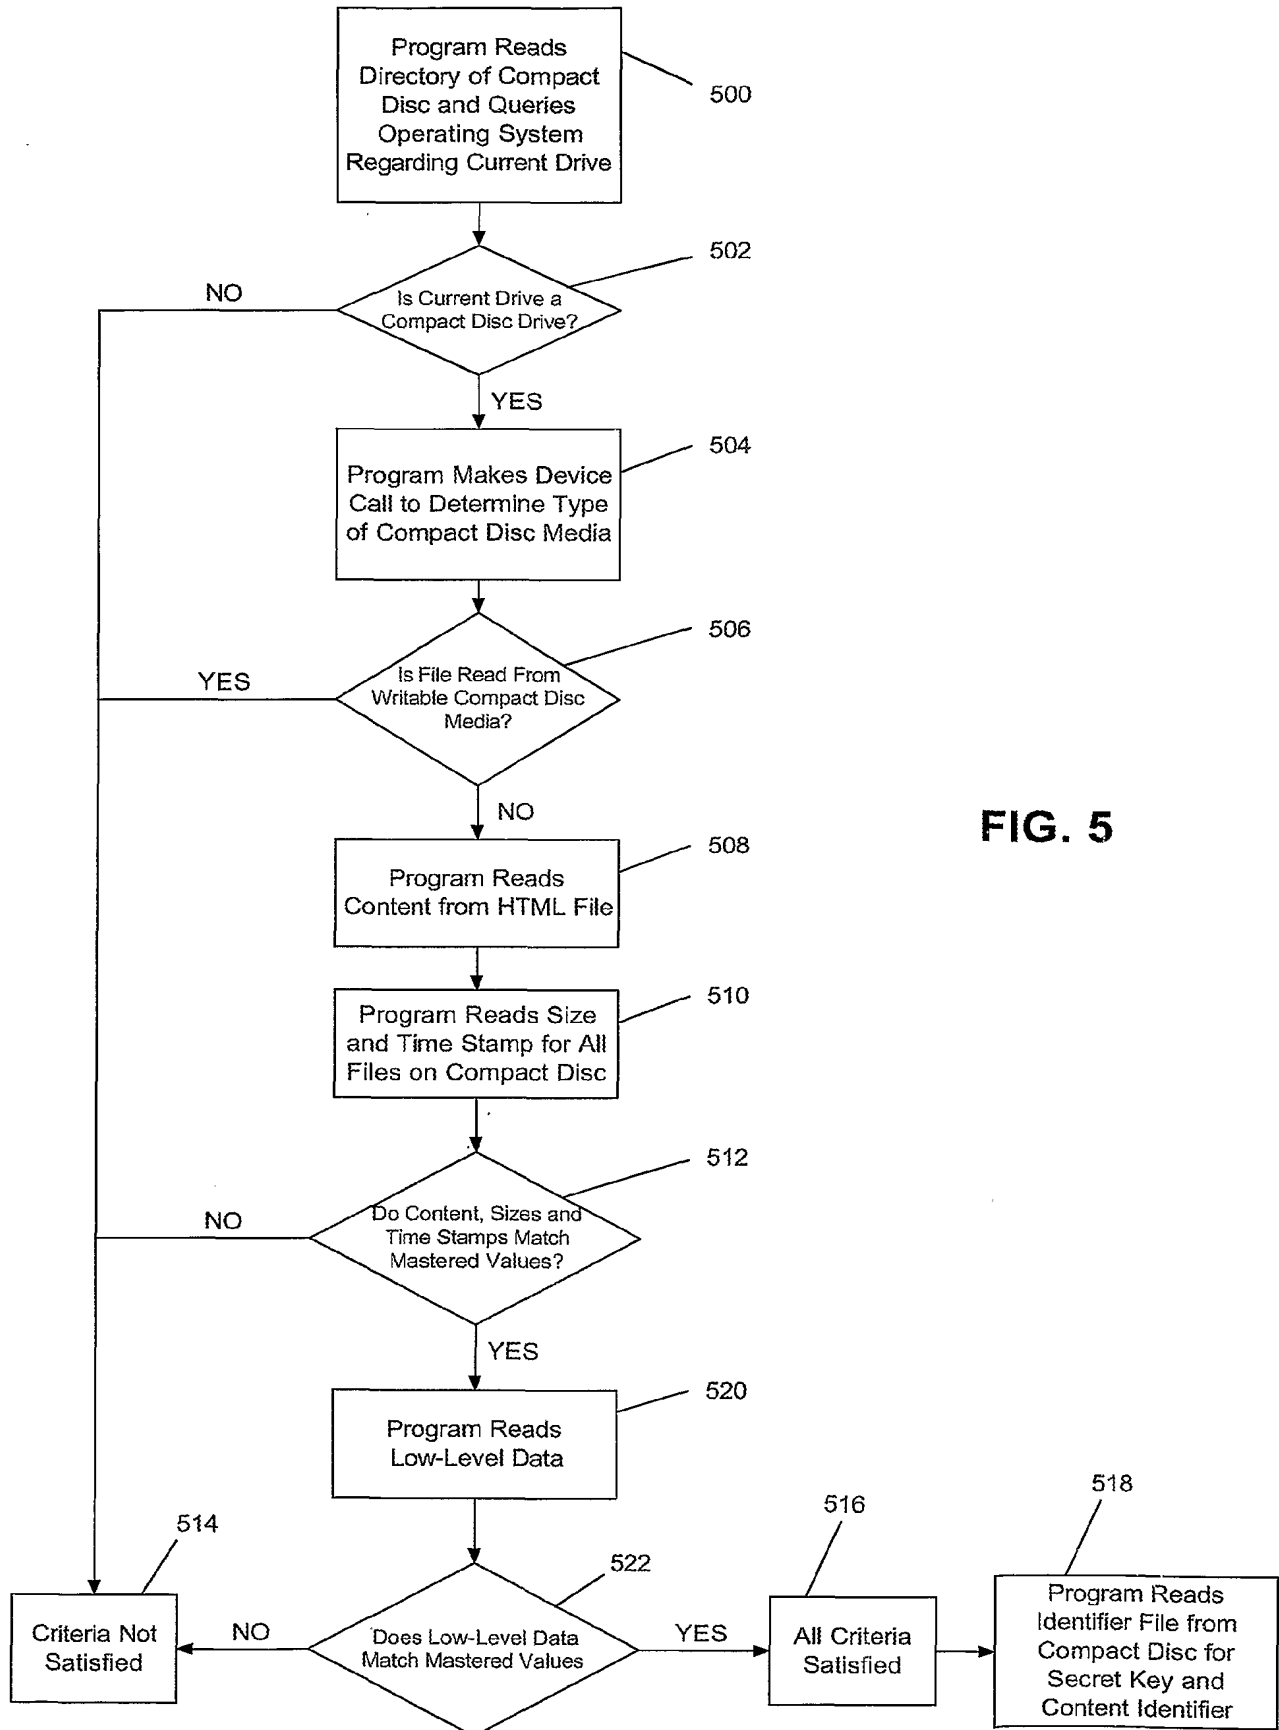 Program Reads
Directory of Compact
Disc and Queries
Operating System
Regarding Current Drive
500
502
NO
Is Current Drive a
Compact Disc Drive?
YES
504
Program Makes Device
Call to Determine Type
of Compact Disc Media
506
YES
Is File Read From
Writable Compact Disc
Media?
NO
FIG. 5
508
Program Reads
Content from HTML File
510
Program Reads Size
and Time Stamp for All
Files on Compact Disc
512
NO
Do Content, Sizes and
Time Stamps Match
Mastered Values?
YES
520
Program Reads
Low-Level Data
514
522
516
518
Criteria Not
Satisfied
NO
Does Low-Level Data
Match Mastered Values
YES
All Criteria
Satisfied
Program Reads
Identifier File from
Compact Disc for
Secret Key and
Content Identifier